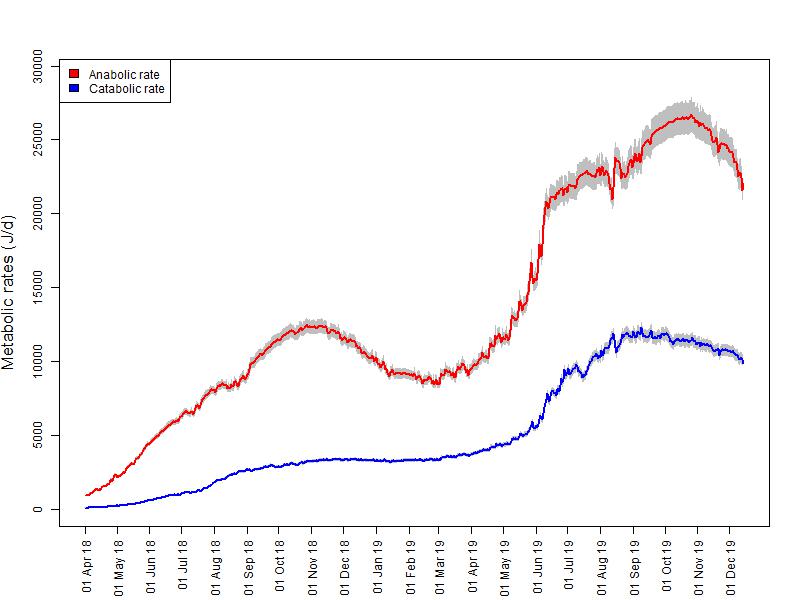 Anabolic rate
Catabolic rate
Metabolic rates (J/d)
30000
25000
20000
15000
10000
5000
0
01 Apr 18
01 May 18
01 Jun 18
01 Jul 18
01 Aug 18
01 Sep 18
01 Oct 18
01 Nov 18
01 Dec 18
01 Jan 19
01 Feb 19
01 Mar 19
01 Apr 19
01 May 19
01 Jun 19
01 Jul 19
01 Aug 19
01 Sep 19
01 Oct 19
01 Nov 19
01 Dec 19